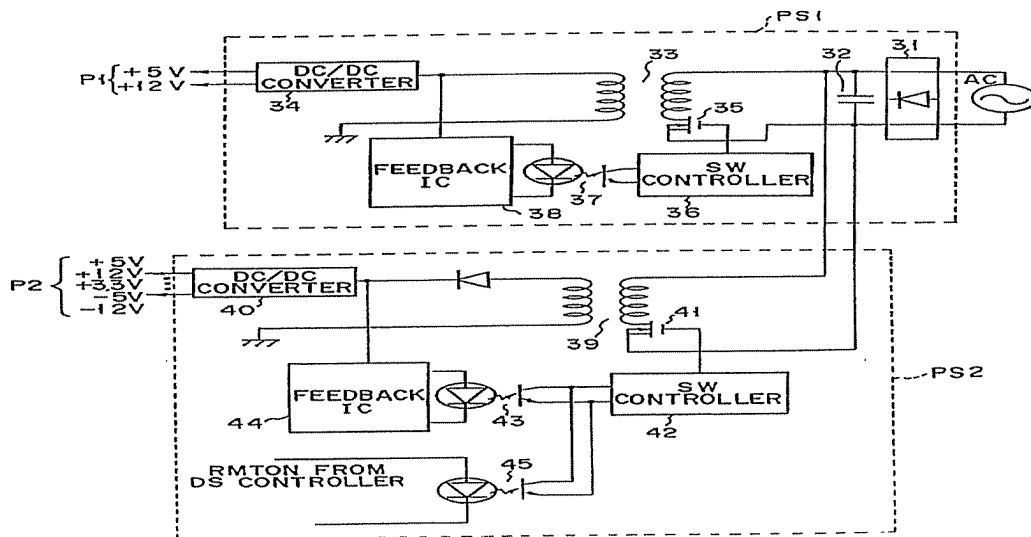 PS1
P1
+5V
+12V
DC/DC
CONVERTER
34
33
32
31
AC
35
FEEDBACK
IC
38
37
SW
CONTROLLER
36
P2
+5V
+12V
+3.3V
-5V
-12V
DC/DC
CONVERTER
40
39
41
PS2
FEEDBACK
IC
44
43
SW
CONTROLLER
42
RMTON FROM
DS CONTROLLER
45